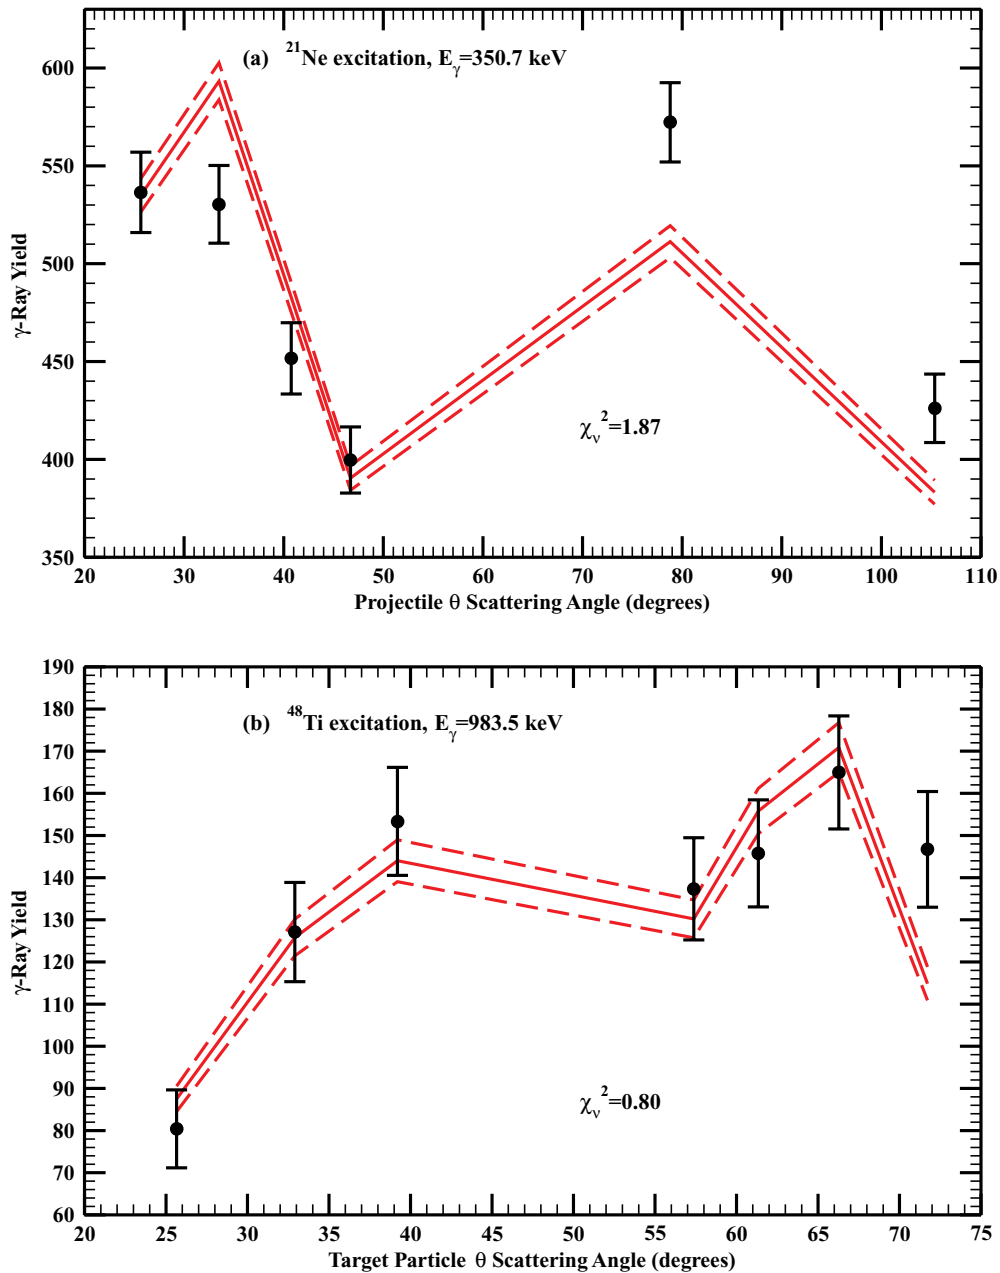 (a) ²¹Ne excitation, E_γ=350.7 keV
600
550
500
450
400
350
γ-Ray Yield
χ_ν²=1.87
20 30 40 50 60 70 80 90 100 110
Projectile θ Scattering Angle (degrees)
190
180
170
160
150
140
130
120
110
100
90
80
70
60
(b) ⁴⁸Ti excitation, E_γ=983.5 keV
γ-Ray Yield
χ_ν²=0.80
20 25 30 35 40 45 50 55 60 65 70 75
Target Particle θ Scattering Angle (degrees)